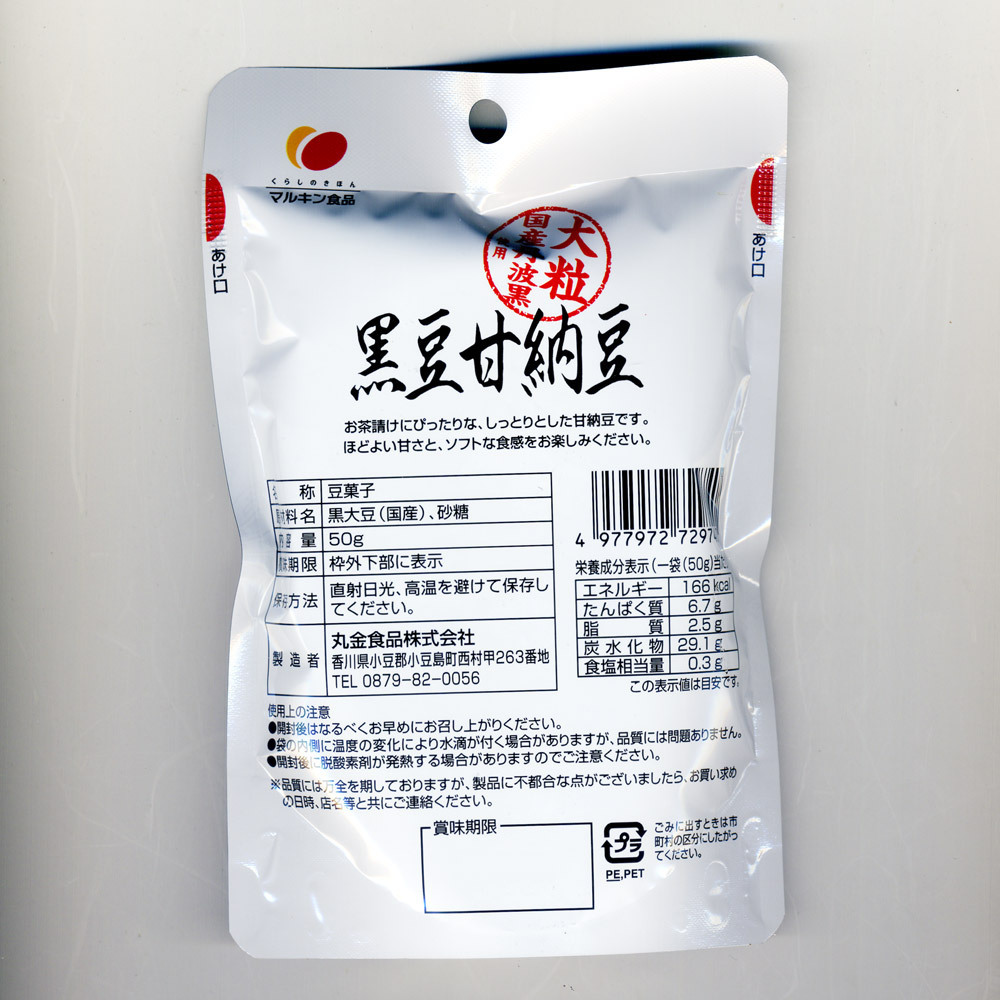 くらしのきほん
マルキン食品
あけ口
あけ口
大粒
国産丹波黒
使用
黒豆甘納豆
お茶請けにぴったりな、しっとりとした甘納豆です。
ほどよい甘さと、ソフトな食感をお楽しみください。
名称 豆菓子
原材料名 黒大豆(国産)、砂糖
内容量 50g
賞味期限 枠外下部に表示
保存方法 直射日光、高温を避けて保存し
てください。
製造者 丸金食品株式会社
香川県小豆郡小豆島町西村甲263番地
TEL 0879-82-0056
4 977972 7297
栄養成分表示(一袋(50g)当たり)
エネルギー 166 kcal
たんぱく質 6.7 g
脂質 2.5 g
炭水化物 29.1 g
食塩相当量 0.3 g
この表示値は目安です。
使用上の注意
●開封後はなるべくお早めにお召し上がりください。
●袋の内側に温度の変化により水滴が付く場合がありますが、品質には問題ありません。
●開封後に脱酸素剤が発熱する場合がありますのでご注意ください。
※品質には万全を期しておりますが、製品に不都合な点がございましたら、お買い求め
の日時、店名等と共にご連絡ください。
賞味期限
プラ
PE,PET
ごみに出すときは市
町村の区分にしたがっ
てください。